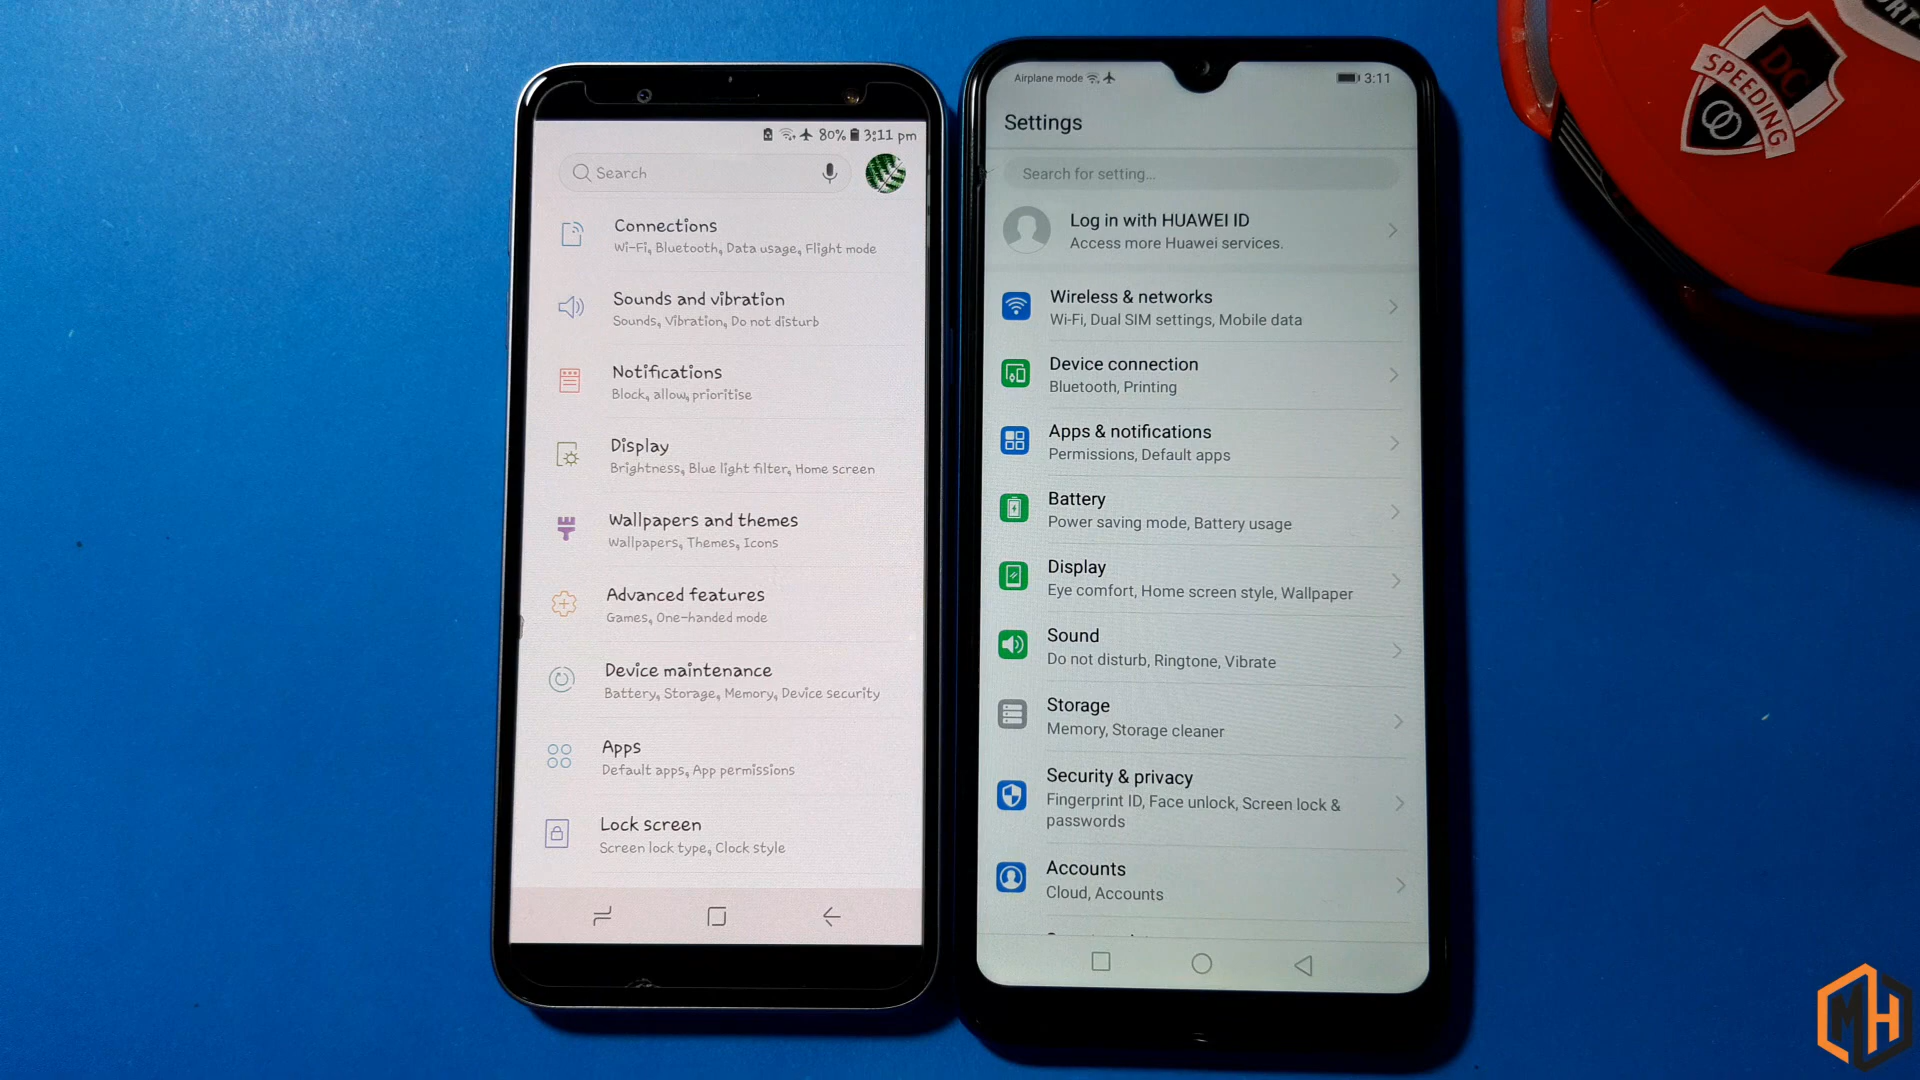 80% 3:11 pm
Search
Connections
Wi-Fi, Bluetooth, Data usage, Flight mode
Sounds and vibration
Sounds, Vibration, Do not disturb
Notifications
Block, allow, prioritise
Display
Brightness, Blue light filter, Home screen
Wallpapers and themes
Wallpapers, Themes, Icons
Advanced features
Games, One-handed mode
Device maintenance
Battery, Storage, Memory, Device security
Apps
Default apps, App permissions
Lock screen
Screen lock type, Clock style
Airplane mode 3:11
Settings
Search for setting...
Log in with HUAWEI ID
Access more Huawei services.
Wireless & networks
Wi-Fi, Dual SIM settings, Mobile data
Device connection
Bluetooth, Printing
Apps & notifications
Permissions, Default apps
Battery
Power saving mode, Battery usage
Display
Eye comfort, Home screen style, Wallpaper
Sound
Do not disturb, Ringtone, Vibrate
Storage
Memory, Storage cleaner
Security & privacy
Fingerprint ID, Face unlock, Screen lock &
passwords
Accounts
Cloud, Accounts
DC
SPEEDING
MH